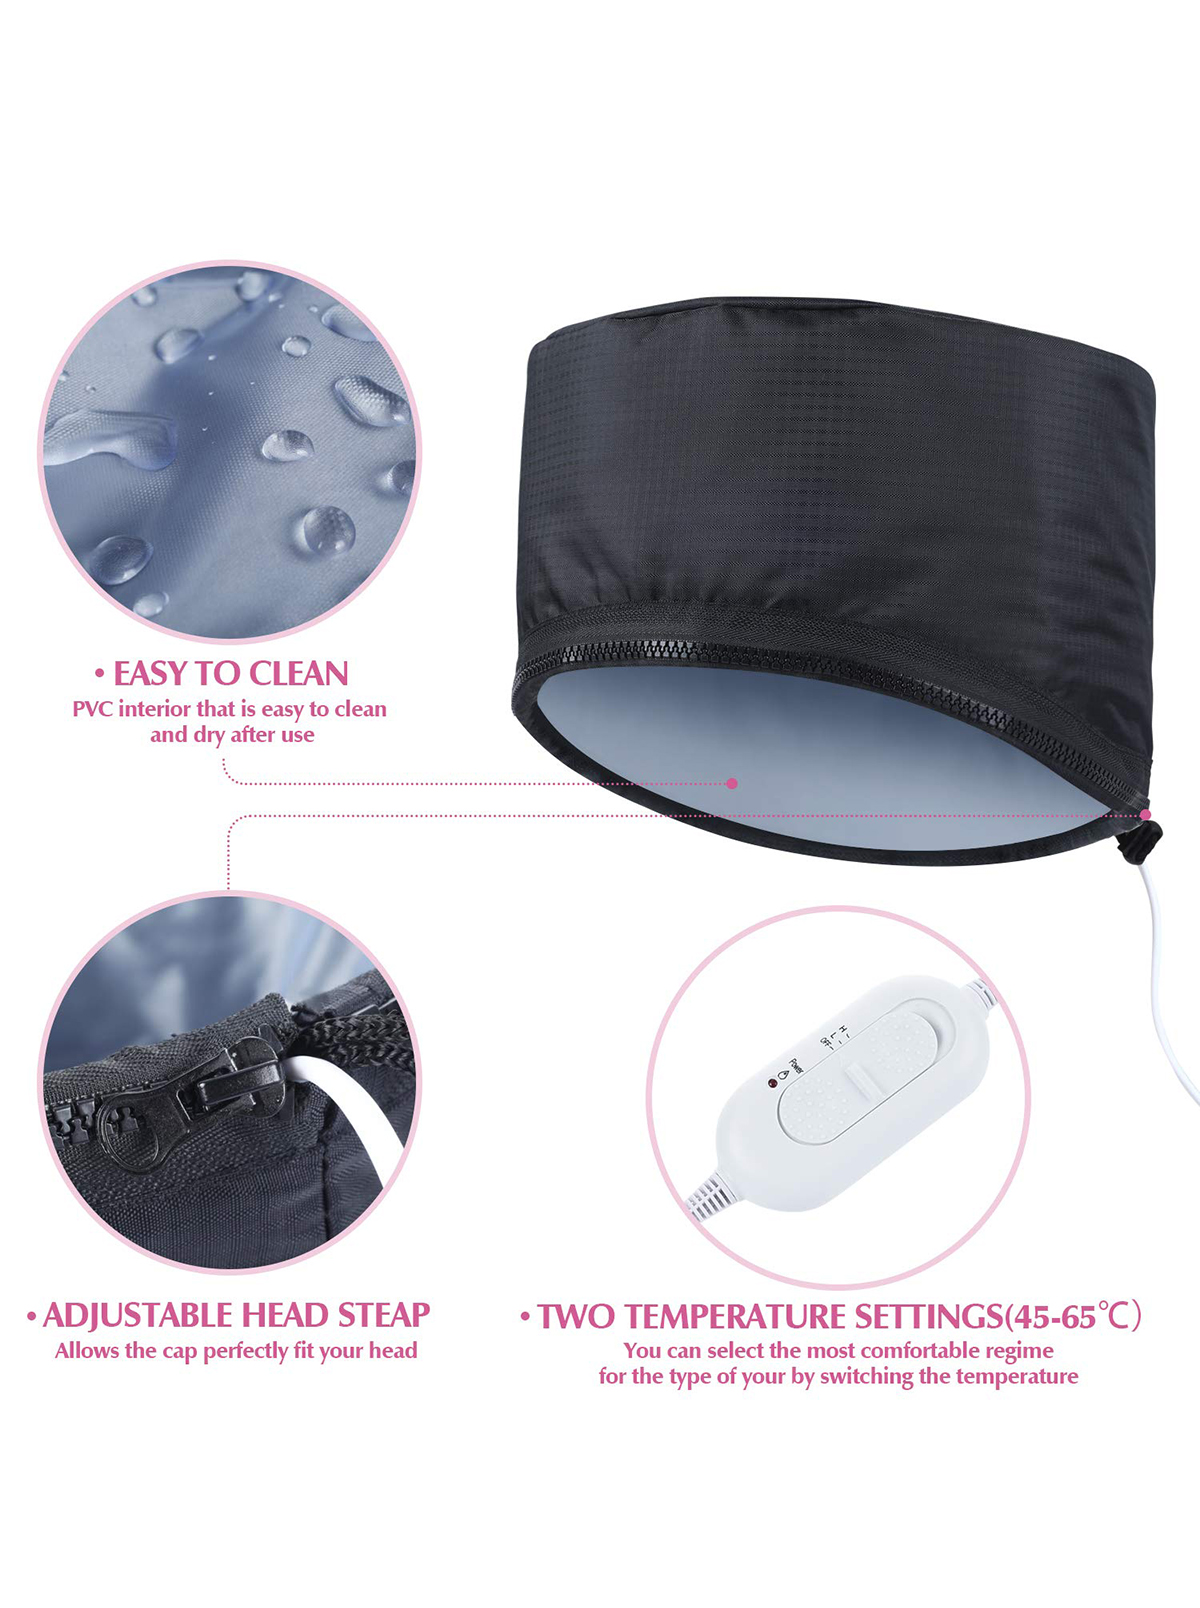 • EASY TO CLEAN
PVC interior that is easy to clean
and dry after use
• ADJUSTABLE HEAD STEAP
Allows the cap perfectly fit your head
H –
L –
OFF –
Power
• TWO TEMPERATURE SETTINGS(45-65℃)
You can select the most comfortable regime
for the type of your by switching the temperature